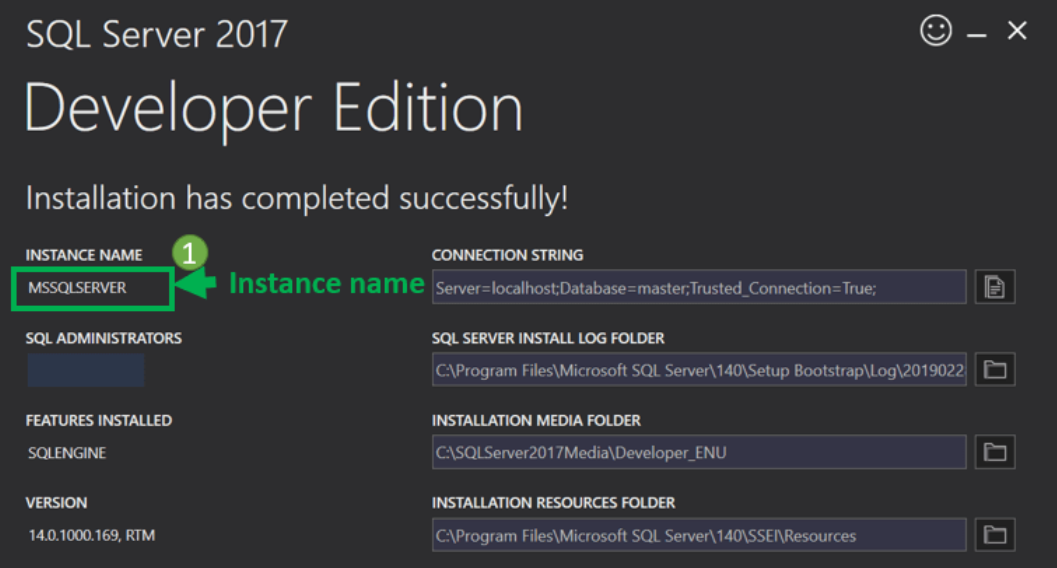 SQL Server 2017
Developer Edition
Installation has completed successfully!
INSTANCE NAME
1
MSSQLSERVER
Instance name
CONNECTION STRING
Server=localhost;Database=master;Trusted_Connection=True;
SQL ADMINISTRATORS
SQL SERVER INSTALL LOG FOLDER
C:\Program Files\Microsoft SQL Server\140\Setup Bootstrap\Log\2019022
FEATURES INSTALLED
SQLENGINE
INSTALLATION MEDIA FOLDER
C:\SQLServer2017Media\Developer_ENU
VERSION
14.0.1000.169, RTM
INSTALLATION RESOURCES FOLDER
C:\Program Files\Microsoft SQL Server\140\SSEI\Resources